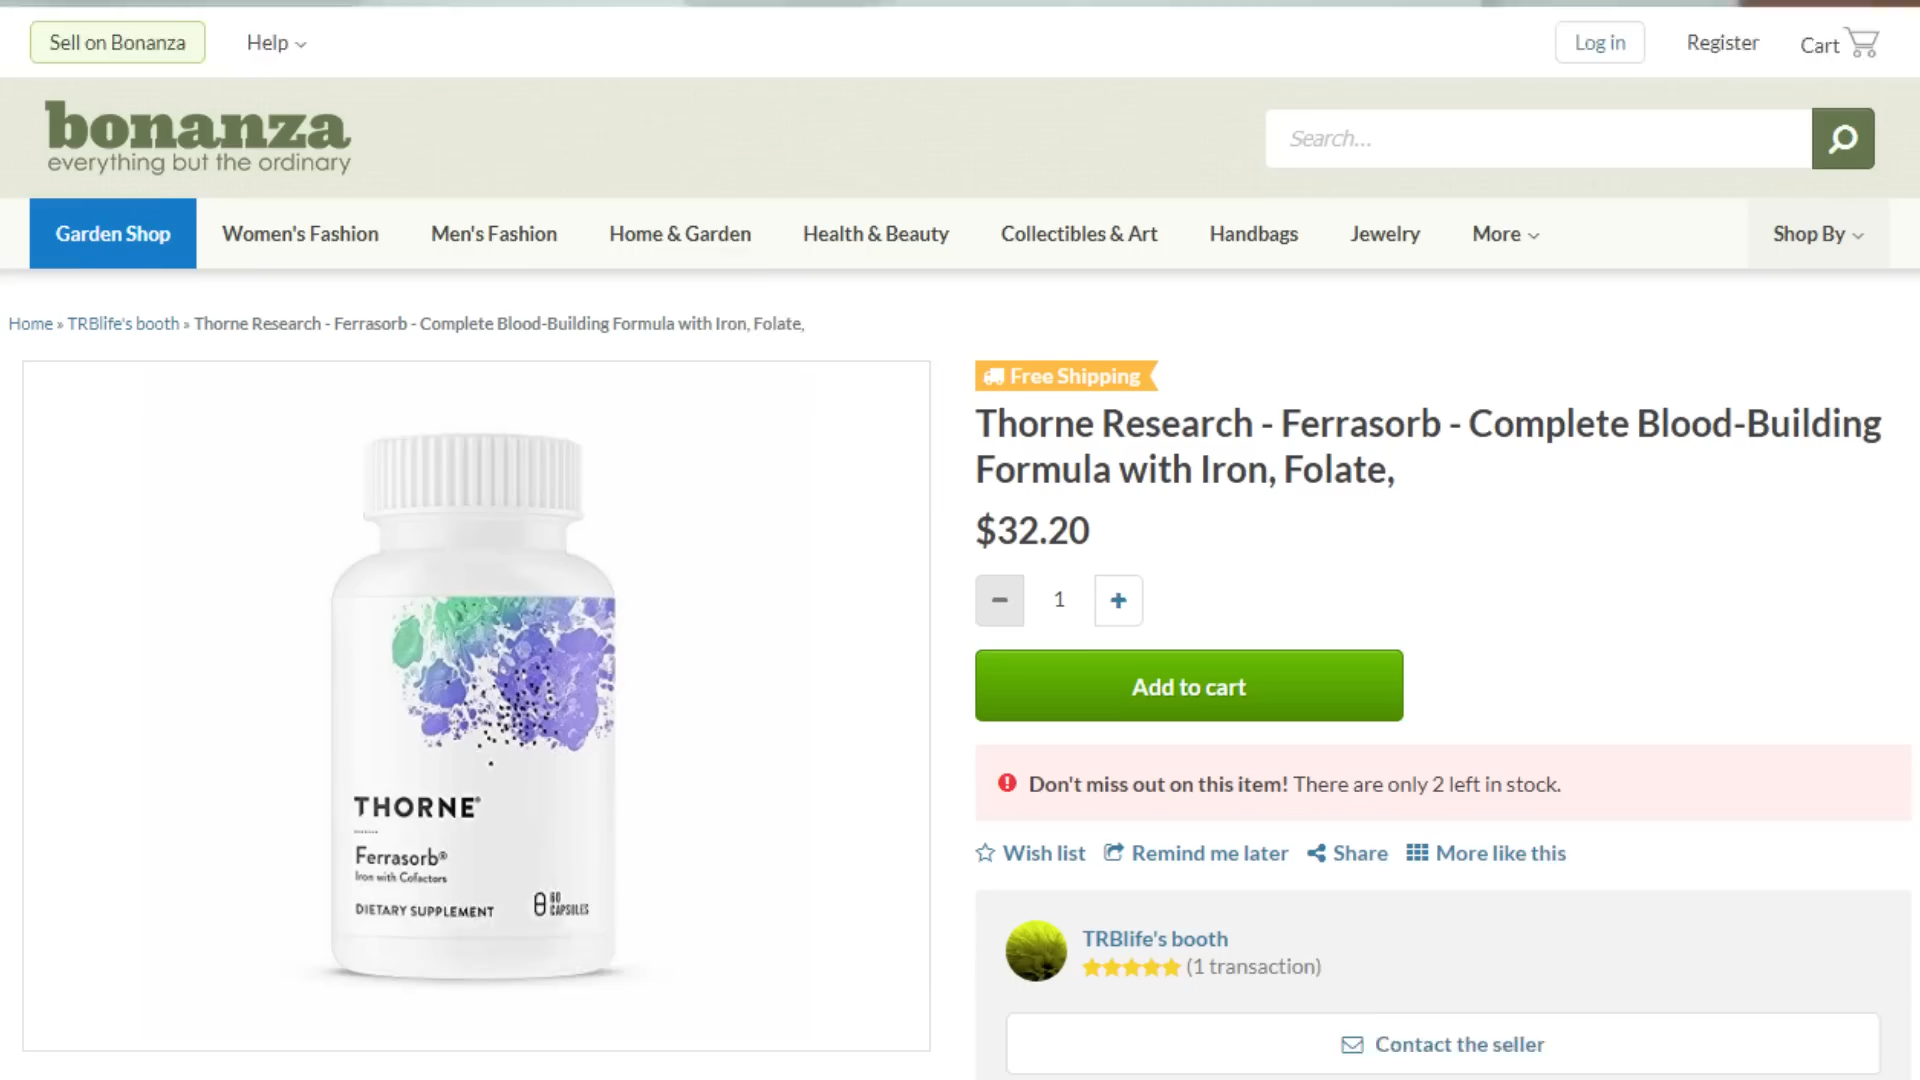 Sell on Bonanza
Help
Log in
Register
Cart
bonanza
everything but the ordinary
Search...
Garden Shop
Women's Fashion
Men's Fashion
Home & Garden
Health & Beauty
Collectibles & Art
Handbags
Jewelry
More
Shop By
Home » TRBlife's booth » Thorne Research - Ferrasorb - Complete Blood-Building Formula with Iron, Folate,
THORNE®
Ferrasorb®
Iron with Cofactors
DIETARY SUPPLEMENT
60
CAPSULES
Free Shipping
Thorne Research - Ferrasorb - Complete Blood-Building
Formula with Iron, Folate,
$32.20
1
Add to cart
Don't miss out on this item! There are only 2 left in stock.
Wish list
Remind me later
Share
More like this
TRBlife's booth
(1 transaction)
Contact the seller